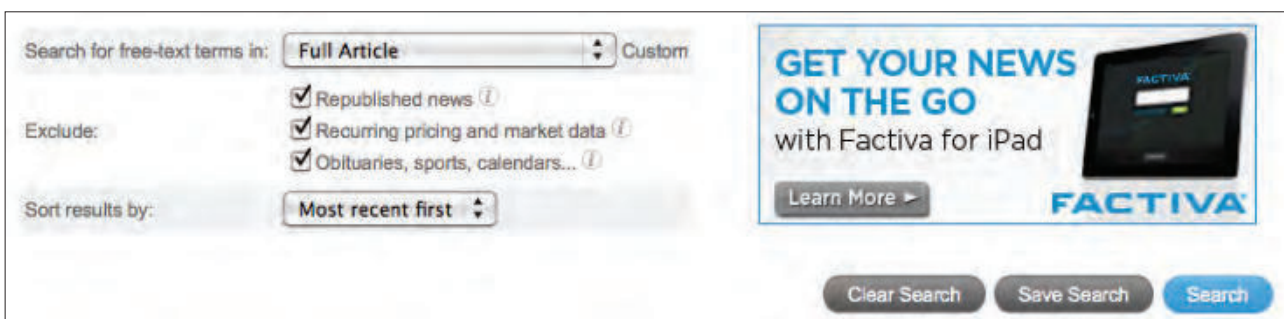 Search for free-text terms in: Full Article Custom
Exclude:
Republished news i
Recurring pricing and market data i
Obituaries, sports, calendars... i
Sort results by: Most recent first
GET YOUR NEWS
ON THE GO
with Factiva for iPad
Learn More ►
FACTIVA
FACTIVA
Clear Search Save Search Search